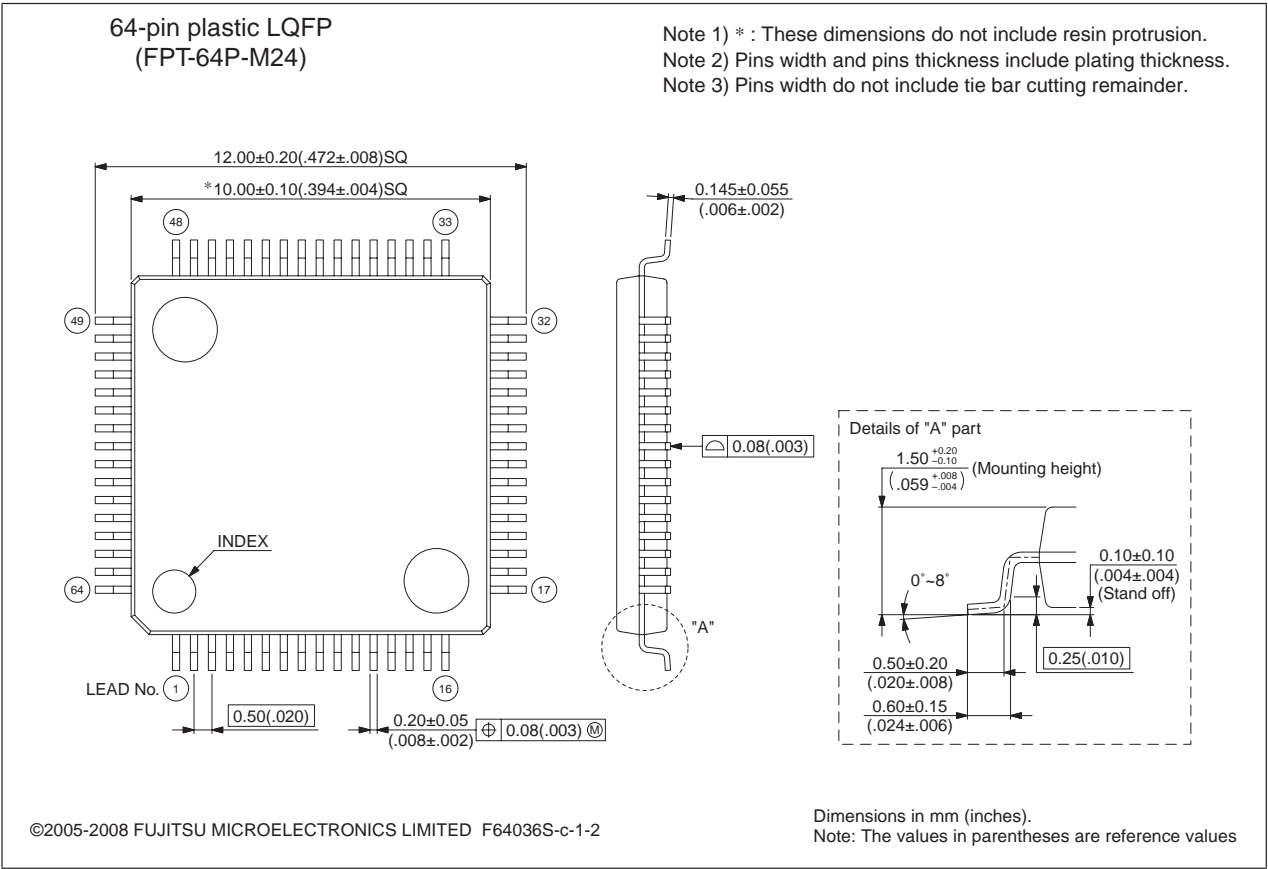 64-pin plastic LQFP
(FPT-64P-M24)
Note 1) * : These dimensions do not include resin protrusion.
Note 2) Pins width and pins thickness include plating thickness.
Note 3) Pins width do not include tie bar cutting remainder.
12.00±0.20(.472±.008)SQ
*10.00±0.10(.394±.004)SQ
48
33
49
32
INDEX
64
17
LEAD No.
1
16
0.50(.020)
0.20±0.05
(.008±.002)
0.08(.003) Ⓜ
0.145±0.055
(.006±.002)
0.08(.003)
"A"
Details of "A" part
1.50 +0.20 –0.10 (Mounting height)
(.059 +.008 –.004)
0˚~8˚
0.10±0.10
(.004±.004)
(Stand off)
0.25(.010)
0.50±0.20
(.020±.008)
0.60±0.15
(.024±.006)
©2005-2008 FUJITSU MICROELECTRONICS LIMITED F64036S-c-1-2
Dimensions in mm (inches).
Note: The values in parentheses are reference values